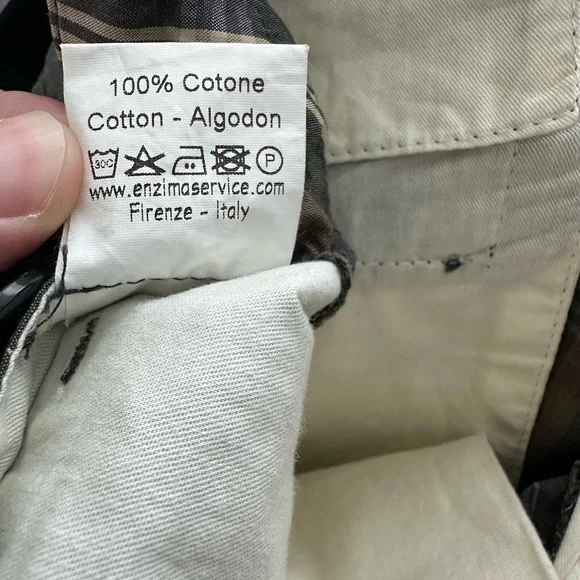 100% Cotone
Cotton - Algodon
30C P
www.enzimaservice.com
Firenze - Italy